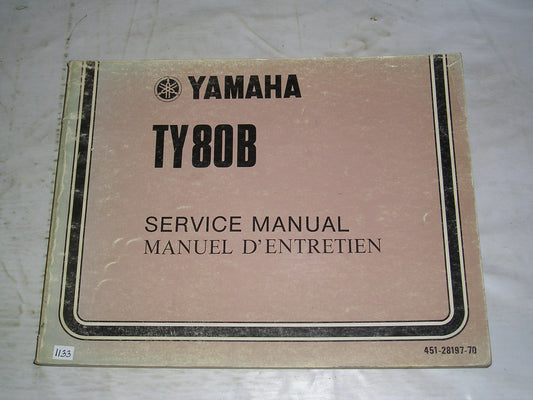 YAMAHA
TY80B
SERVICE MANUAL
MANUEL D'ENTRETIEN
1133
451-28197-70